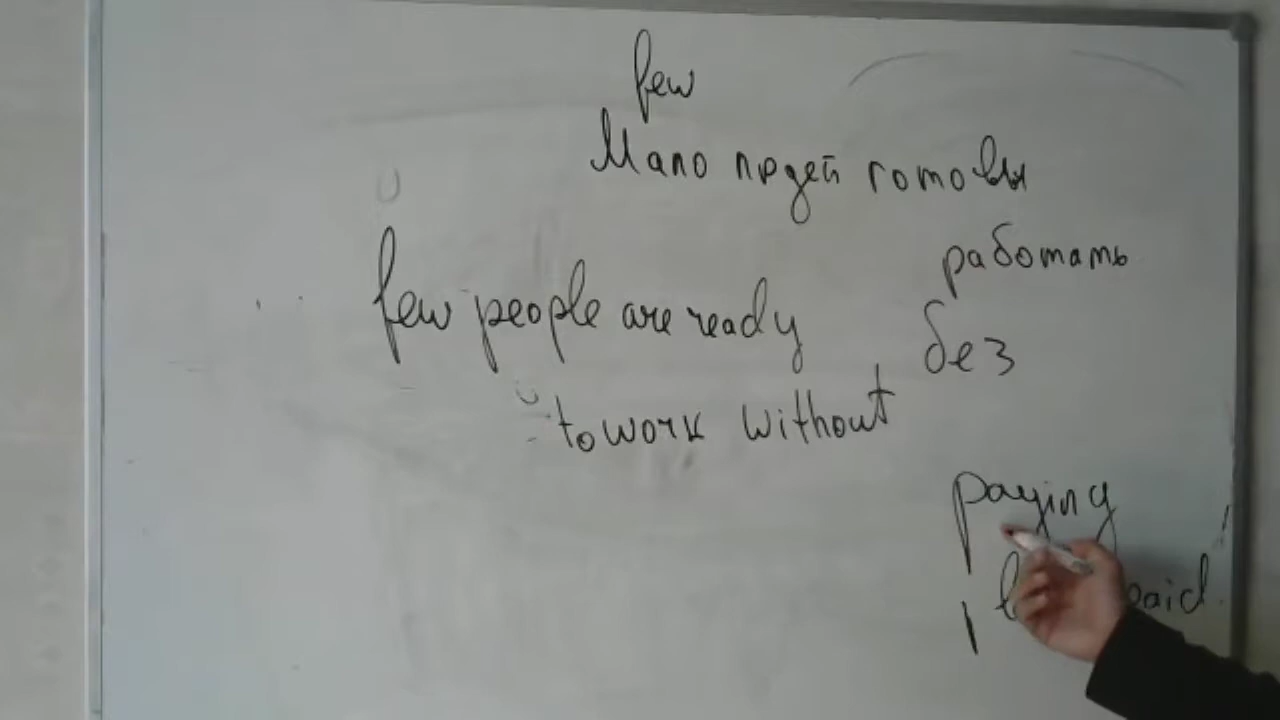 few
Мало людей готовы
работать
few people are ready
без
to work without
paying
paid